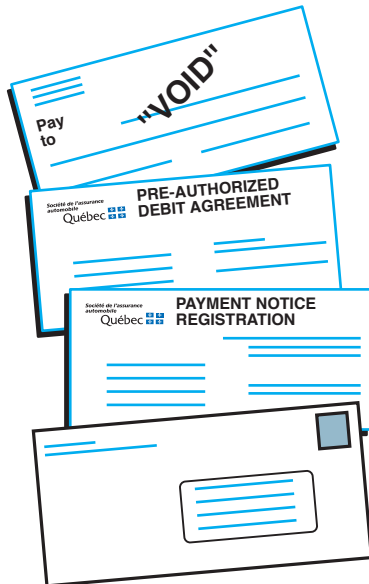 "VOID"
Pay
to
Société de l'assurance
automobile
Québec
PRE-AUTHORIZED
DEBIT AGREEMENT
Société de l'assurance
automobile
Québec
PAYMENT NOTICE
REGISTRATION